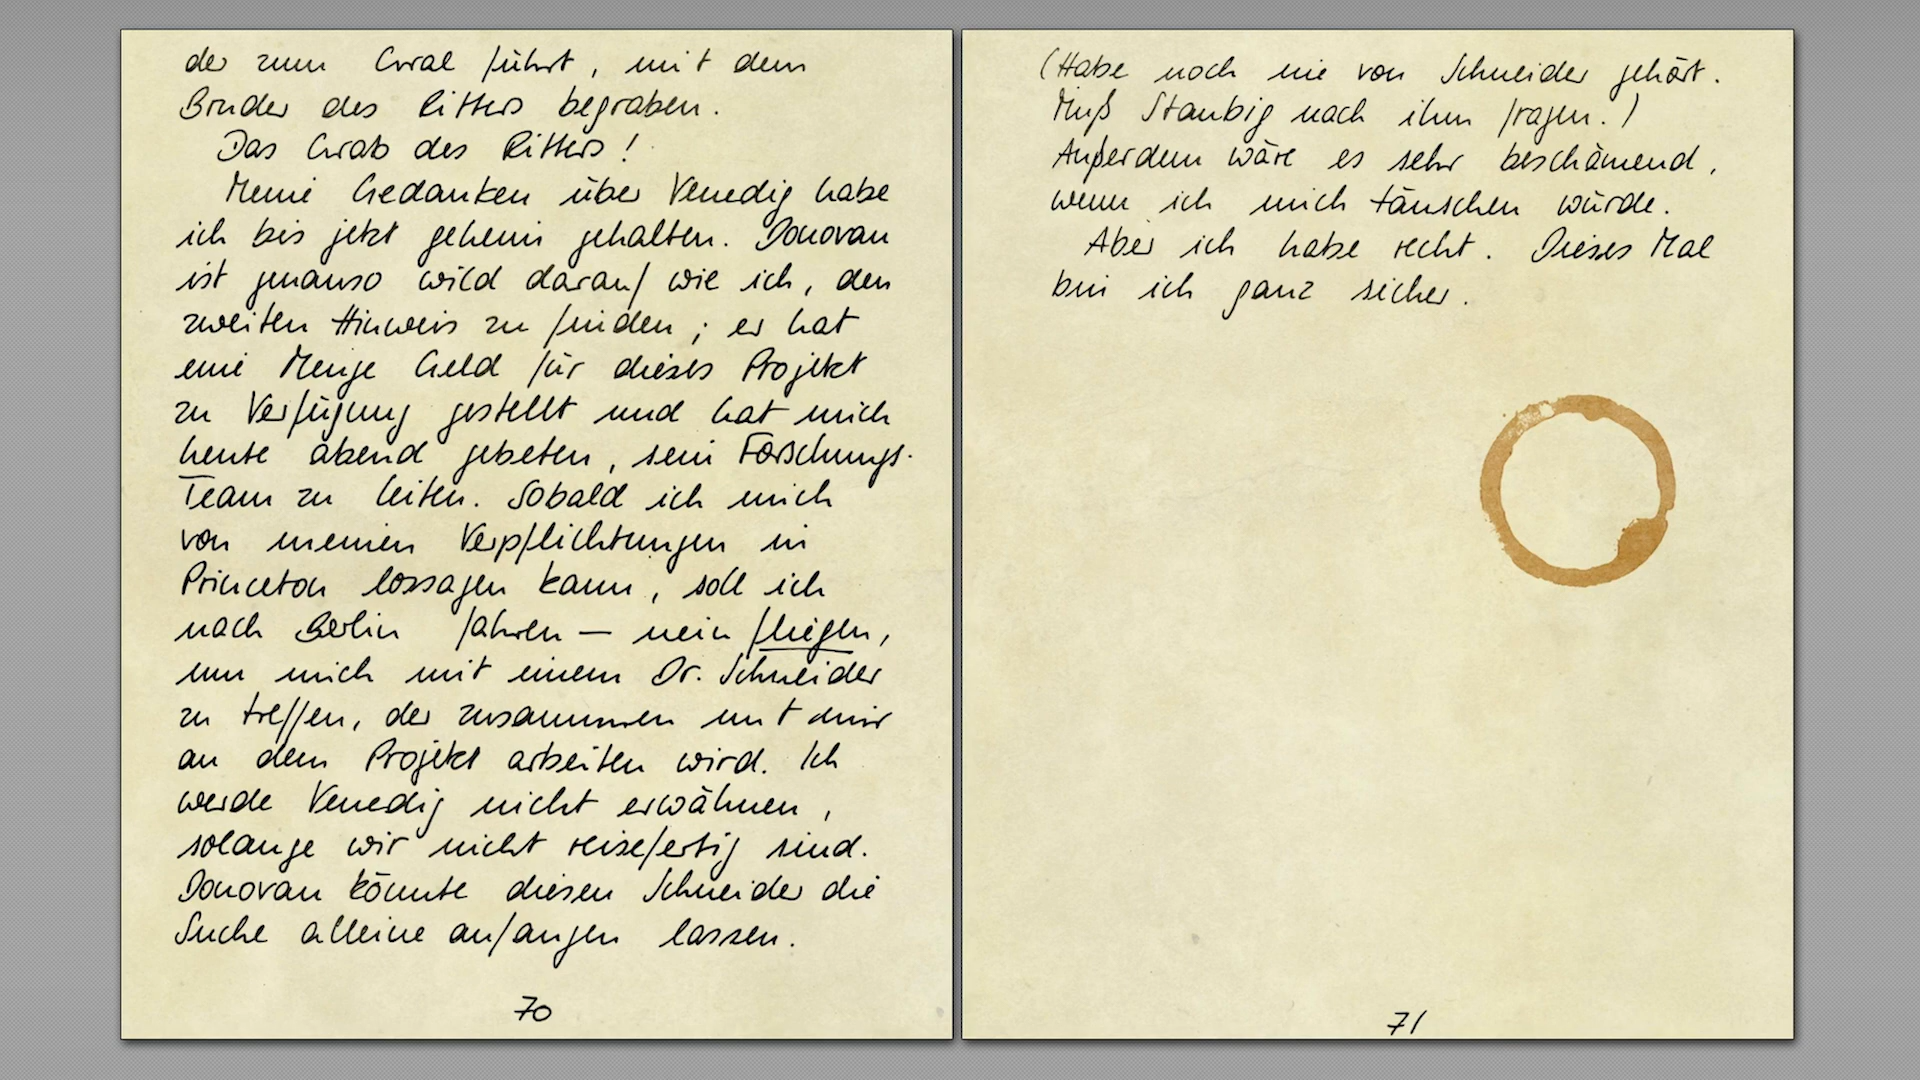 der zum Gral führt, mit dem
Bruder des Ritters begraben.
Das Grab des Ritters!
Meine Gedanken über Venedig habe
ich bis jetzt geheim gehalten. Donovan
ist genauso wild darauf wie ich, den
zweiten Hinweis zu finden; er hat
eine Menge Geld für dieses Projekt
zu Verfügung gestellt und hat mich
heute abend gebeten, sein Forschungs-
Team zu leiten. Sobald ich mich
von meinen Verpflichtungen in
Princeton lossagen kann, soll ich
nach Berlin fahren — nein fliegen,
um mich mit einem Dr. Schneider
zu treffen, der zusammen mit mir
an dem Projekt arbeiten wird. Ich
werde Venedig nicht erwähnen,
solange wir nicht reisefertig sind.
Donovan könnte diesen Schneider die
Suche alleine anfangen lassen.
70
(Habe noch nie von Schneider gehört.
Muß Staubig nach ihm fragen.)
Außerdem wäre es sehr beschämend,
wenn ich mich täuschen würde.
Aber ich habe recht. Dieses Mal
bin ich ganz sicher.
71